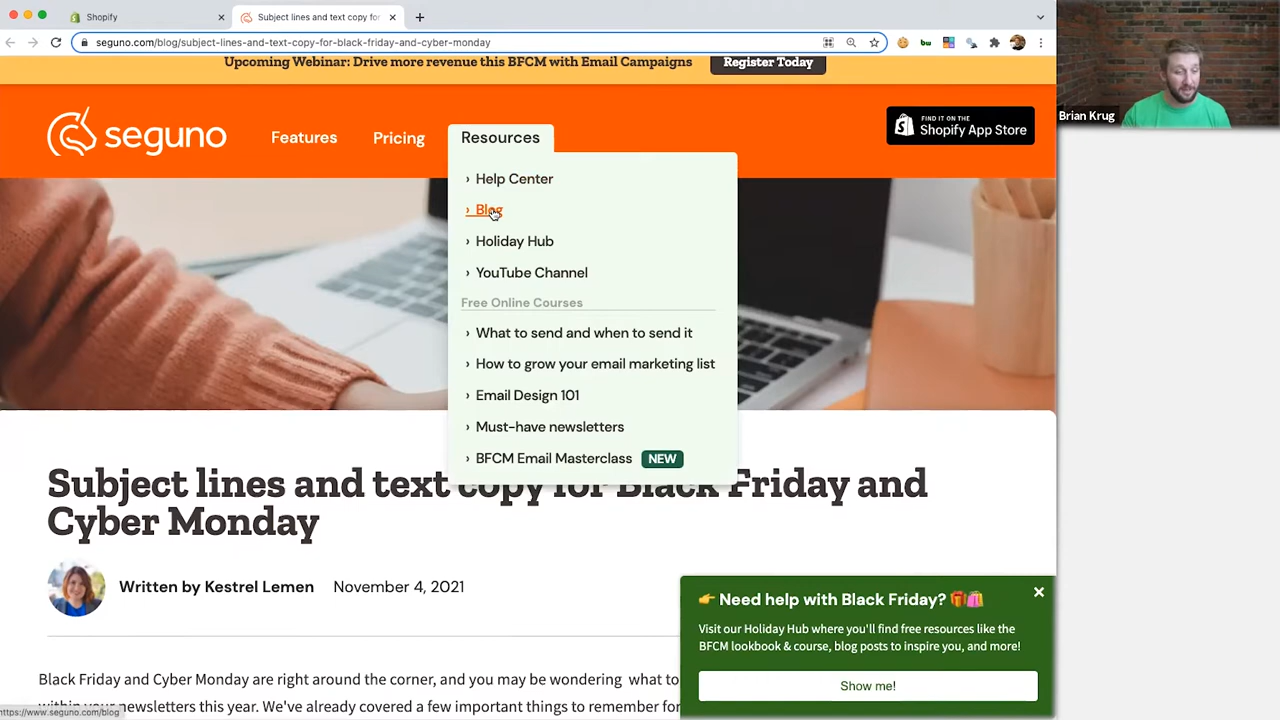 Shopify
Subject lines and text copy for
seguno.com/blog/subject-lines-and-text-copy-for-black-friday-and-cyber-monday
bw
Upcoming Webinar: Drive more revenue this BFCM with Email Campaigns
Register Today
seguno
Features
Pricing
Resources
FIND IT ON THE
Shopify App Store
Brian Krug
› Help Center
› Blog
› Holiday Hub
› YouTube Channel
Free Online Courses
› What to send and when to send it
› How to grow your email marketing list
› Email Design 101
› Must-have newsletters
› BFCM Email Masterclass NEW
Subject lines and text copy for Black Friday and
Cyber Monday
Written by Kestrel Lemen November 4, 2021
👉 Need help with Black Friday? 🎁🛍️
Visit our Holiday Hub where you'll find free resources like the
BFCM lookbook & course, blog posts to inspire you, and more!
Show me!
Black Friday and Cyber Monday are right around the corner, and you may be wondering what to
within your newsletters this year. We've already covered a few important things to remember for
https://www.seguno.com/blog